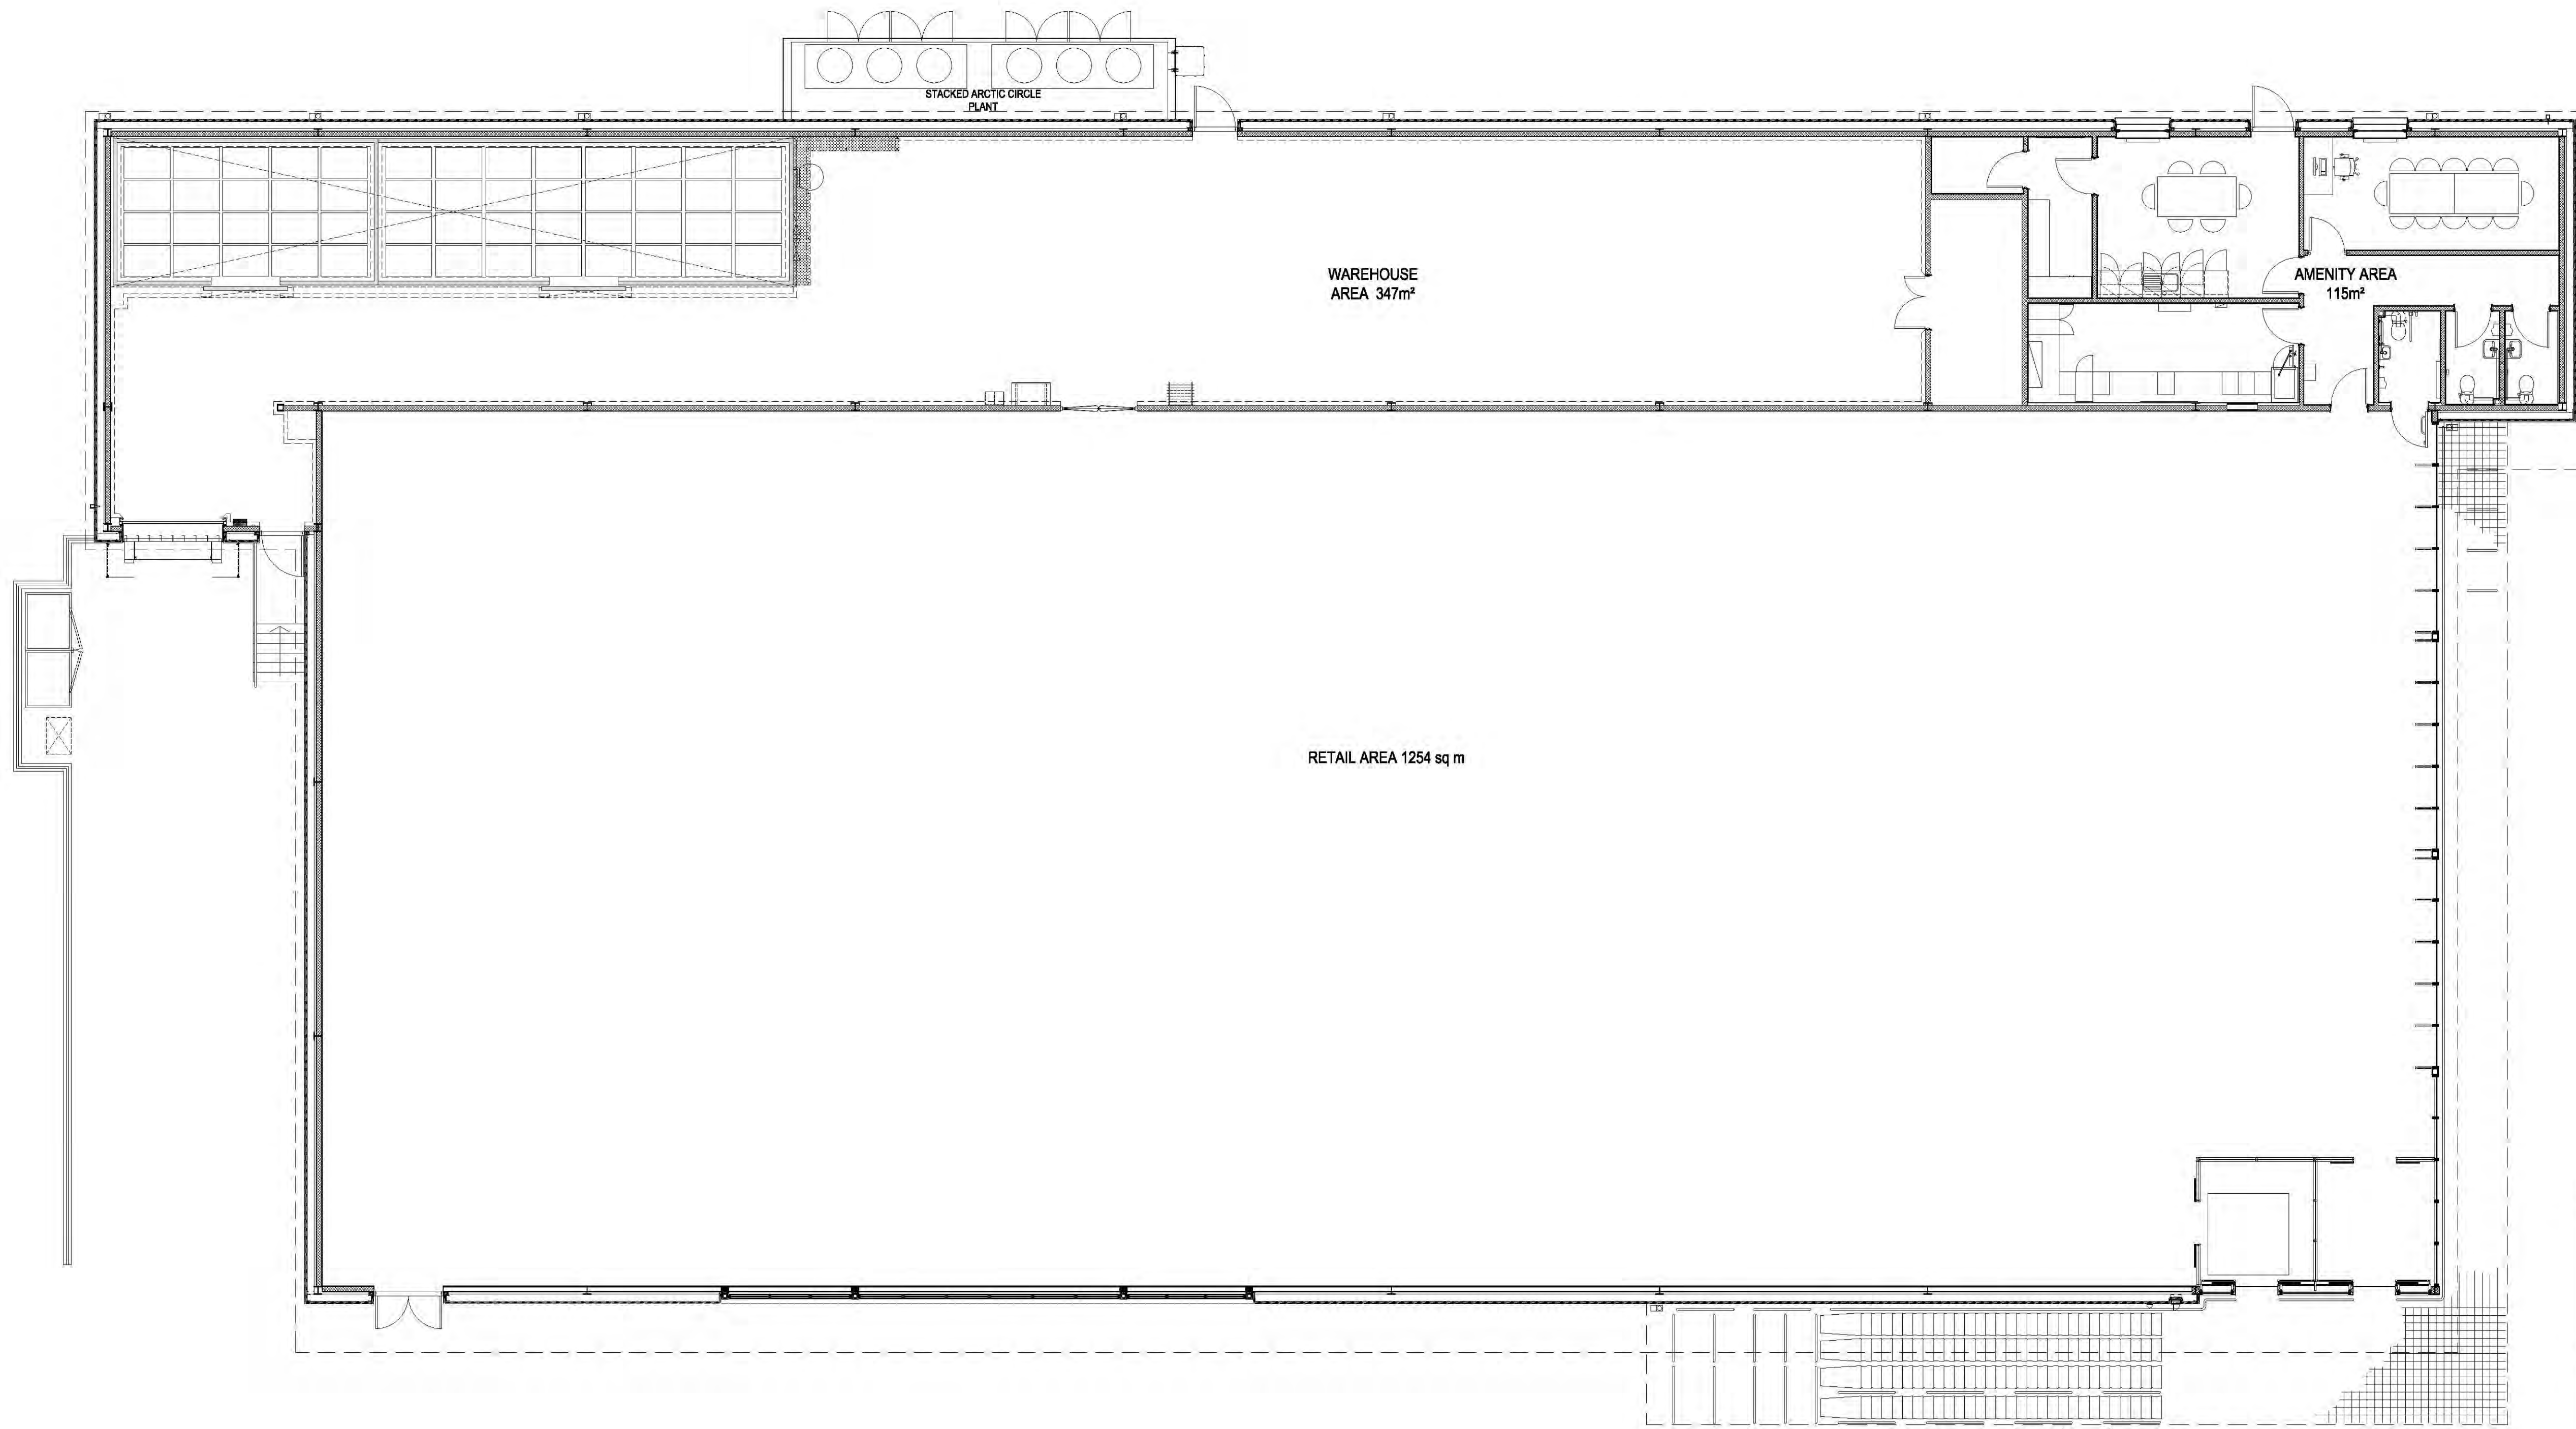 STACKED ARCTIC CIRCLE
PLANT
WAREHOUSE
AREA 347m²
AMENITY AREA
115m²
RETAIL AREA 1254 sq m